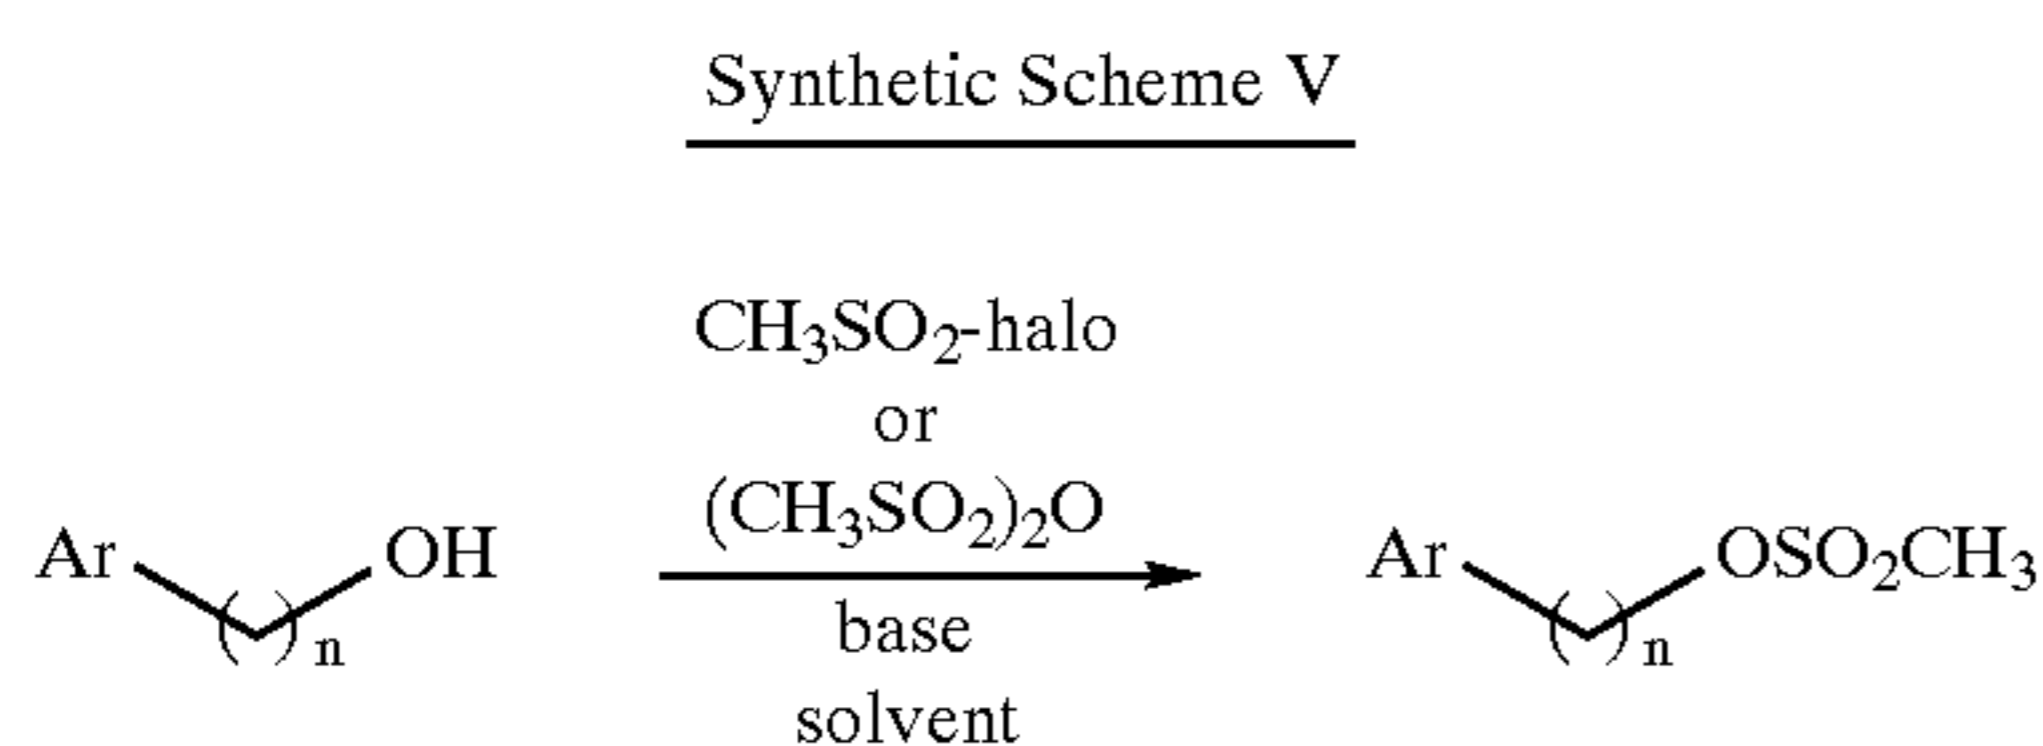 Synthetic Scheme V
CH₃SO₂-halo
or
(CH₃SO₂)₂O
Ar ( )n OH
base
solvent
Ar ( )n OSO₂CH₃